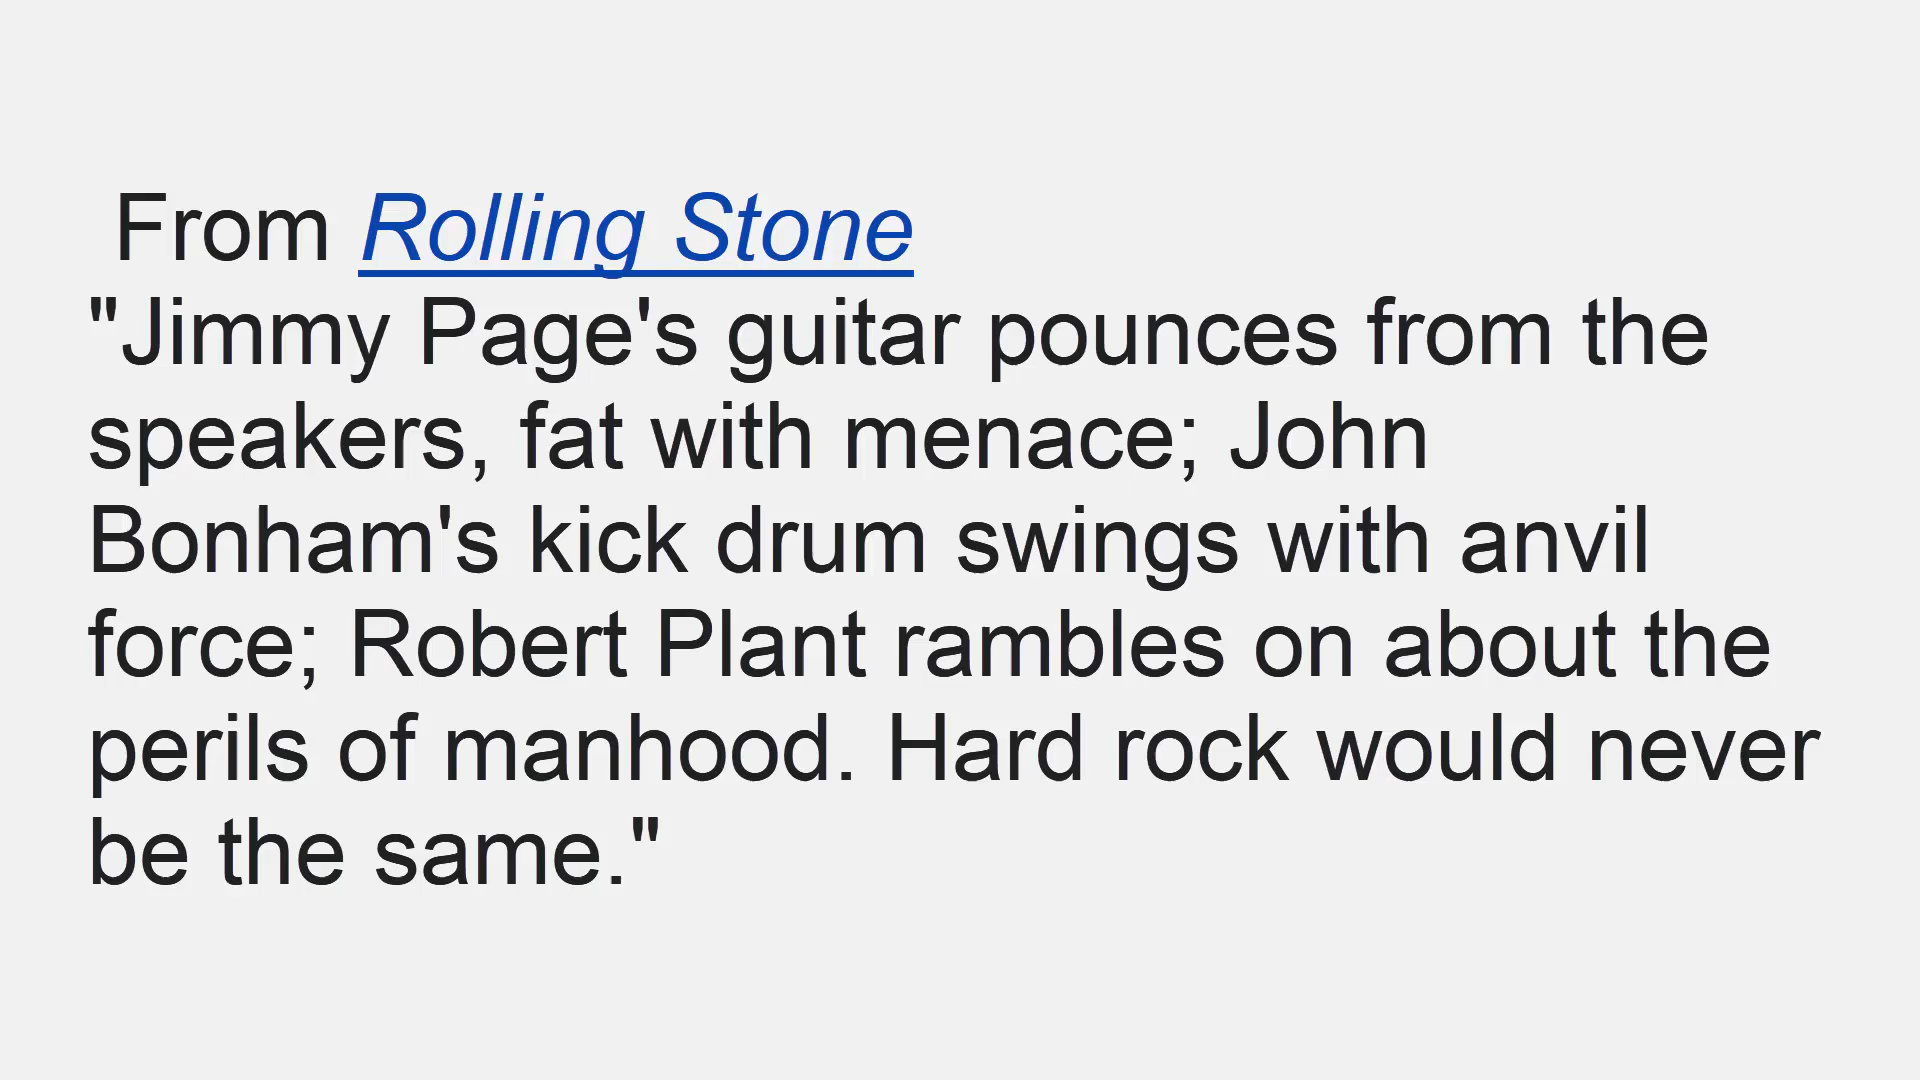 From Rolling Stone
"Jimmy Page's guitar pounces from the
speakers, fat with menace; John
Bonham's kick drum swings with anvil
force; Robert Plant rambles on about the
perils of manhood. Hard rock would never
be the same."